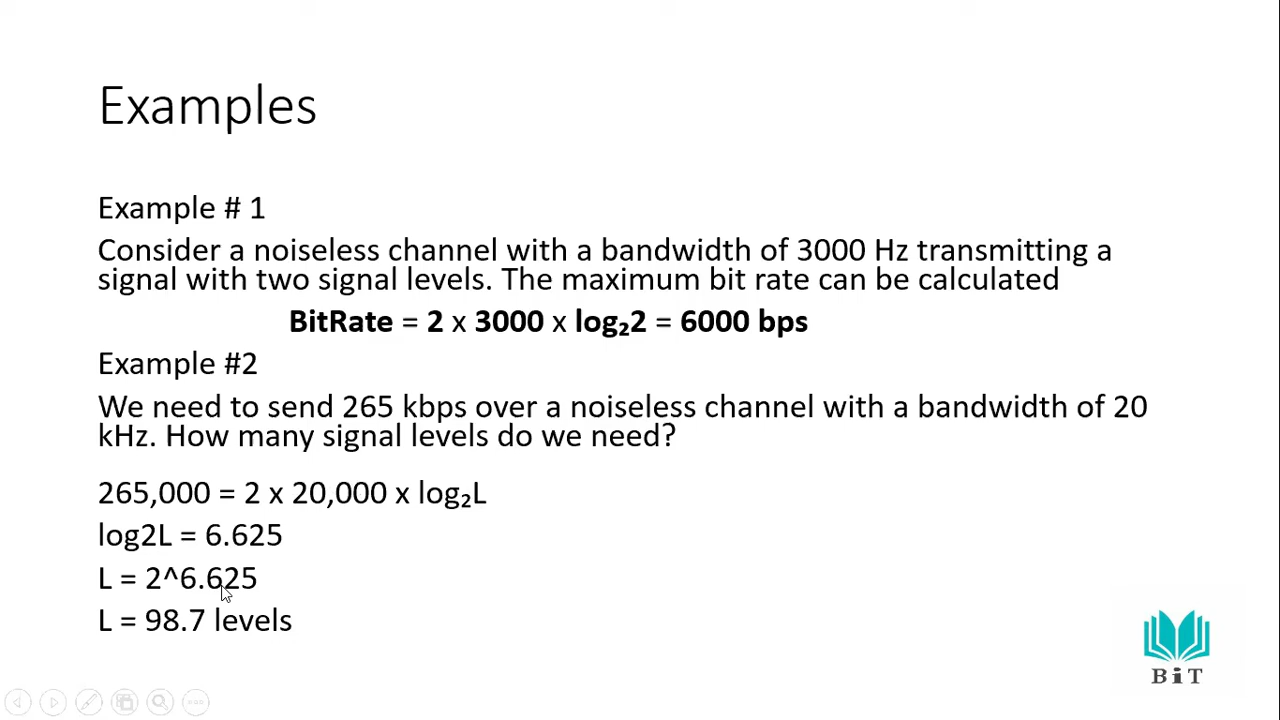 Examples
Example # 1
Consider a noiseless channel with a bandwidth of 3000 Hz transmitting a
signal with two signal levels. The maximum bit rate can be calculated
BitRate = 2 x 3000 x log₂2 = 6000 bps
Example #2
We need to send 265 kbps over a noiseless channel with a bandwidth of 20
kHz. How many signal levels do we need?
265,000 = 2 x 20,000 x log₂L
log2L = 6.625
L = 2^6.625
L = 98.7 levels
BiT